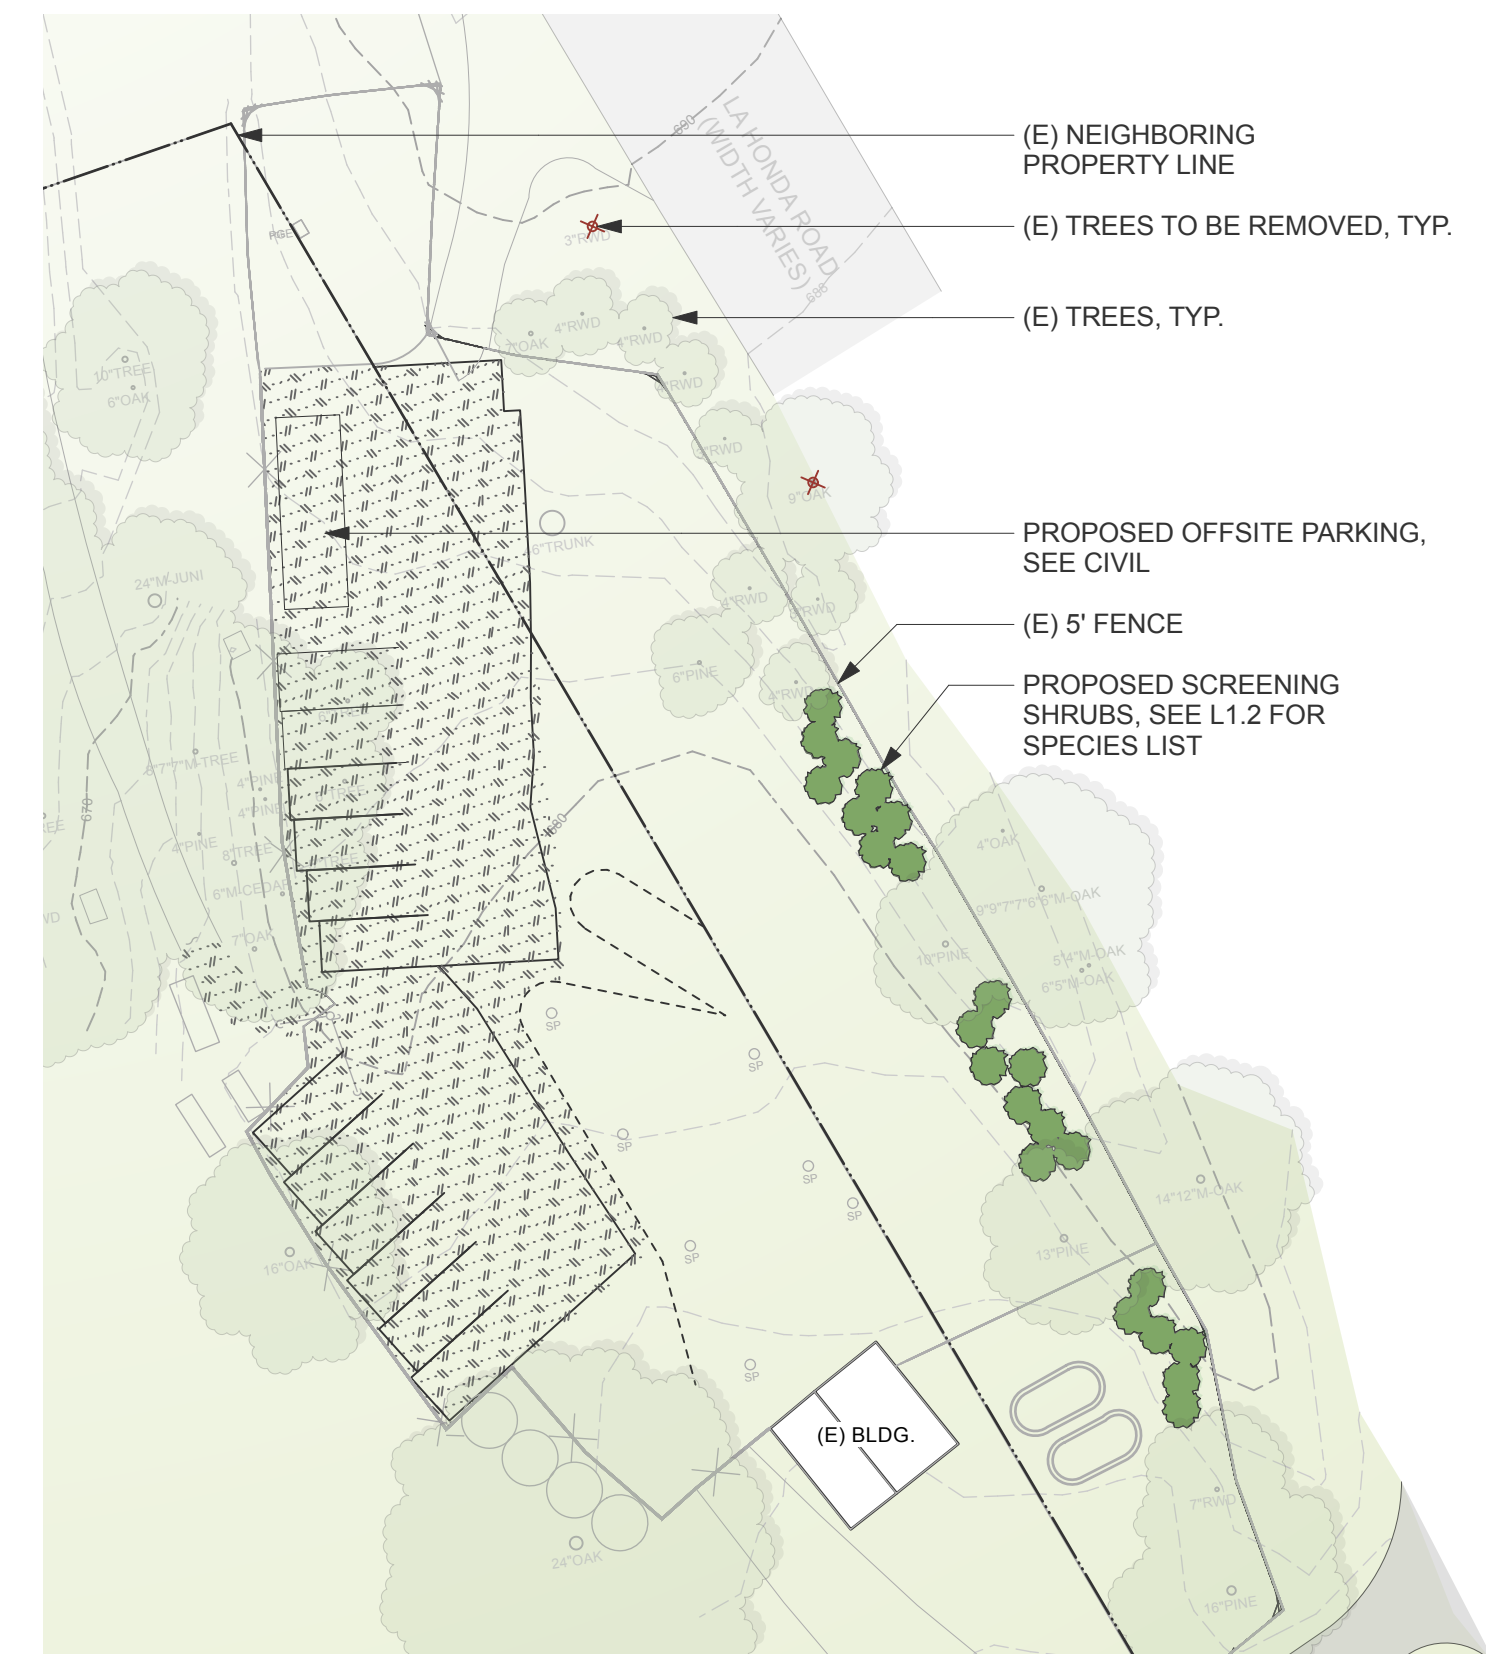 (E) NEIGHBORING
PROPERTY LINE
(E) TREES TO BE REMOVED, TYP.
(E) TREES, TYP.
PROPOSED OFFSITE PARKING,
SEE CIVIL
(E) 5' FENCE
PROPOSED SCREENING
SHRUBS, SEE L1.2 FOR
SPECIES LIST
LA HONDA ROAD
(WIDTH VARIES)
690
688
PGE
3"RWD
4"RWD
4"RWD
10"TREE
6"OAK
9"OAK
6"TRUNK
24"M-JUNI
4"RWD
6"PINE
4"RWD
4"PINE
4"PINE
4"PINE
8"TREE
6"M-CEDAR
7"OAK
670
680
4"OAK
9"9"7"7"6"6"M-OAK
10"PINE
5"4"M-OAK
6"5"M-OAK
SP
SP
SP
SP
SP
SP
SP
14"12"M-OAK
13"PINE
16"OAK
(E) BLDG.
7"RWD
24"OAK
16"PINE